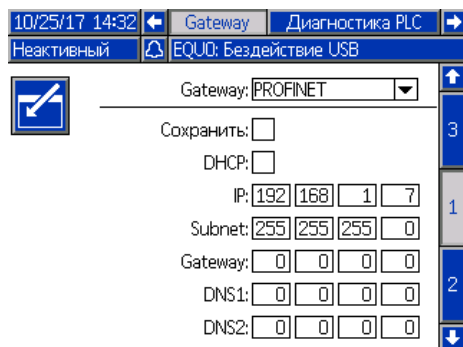 10/25/17 14:32 Gateway Диагностика PLC
Неактивный EQU0: Бездействие USB
Gateway: PROFINET
Сохранить:
3
DHCP:
IP: 192 168 1 7
1
Subnet: 255 255 255 0
Gateway: 0 0 0 0
2
DNS1: 0 0 0 0
DNS2: 0 0 0 0